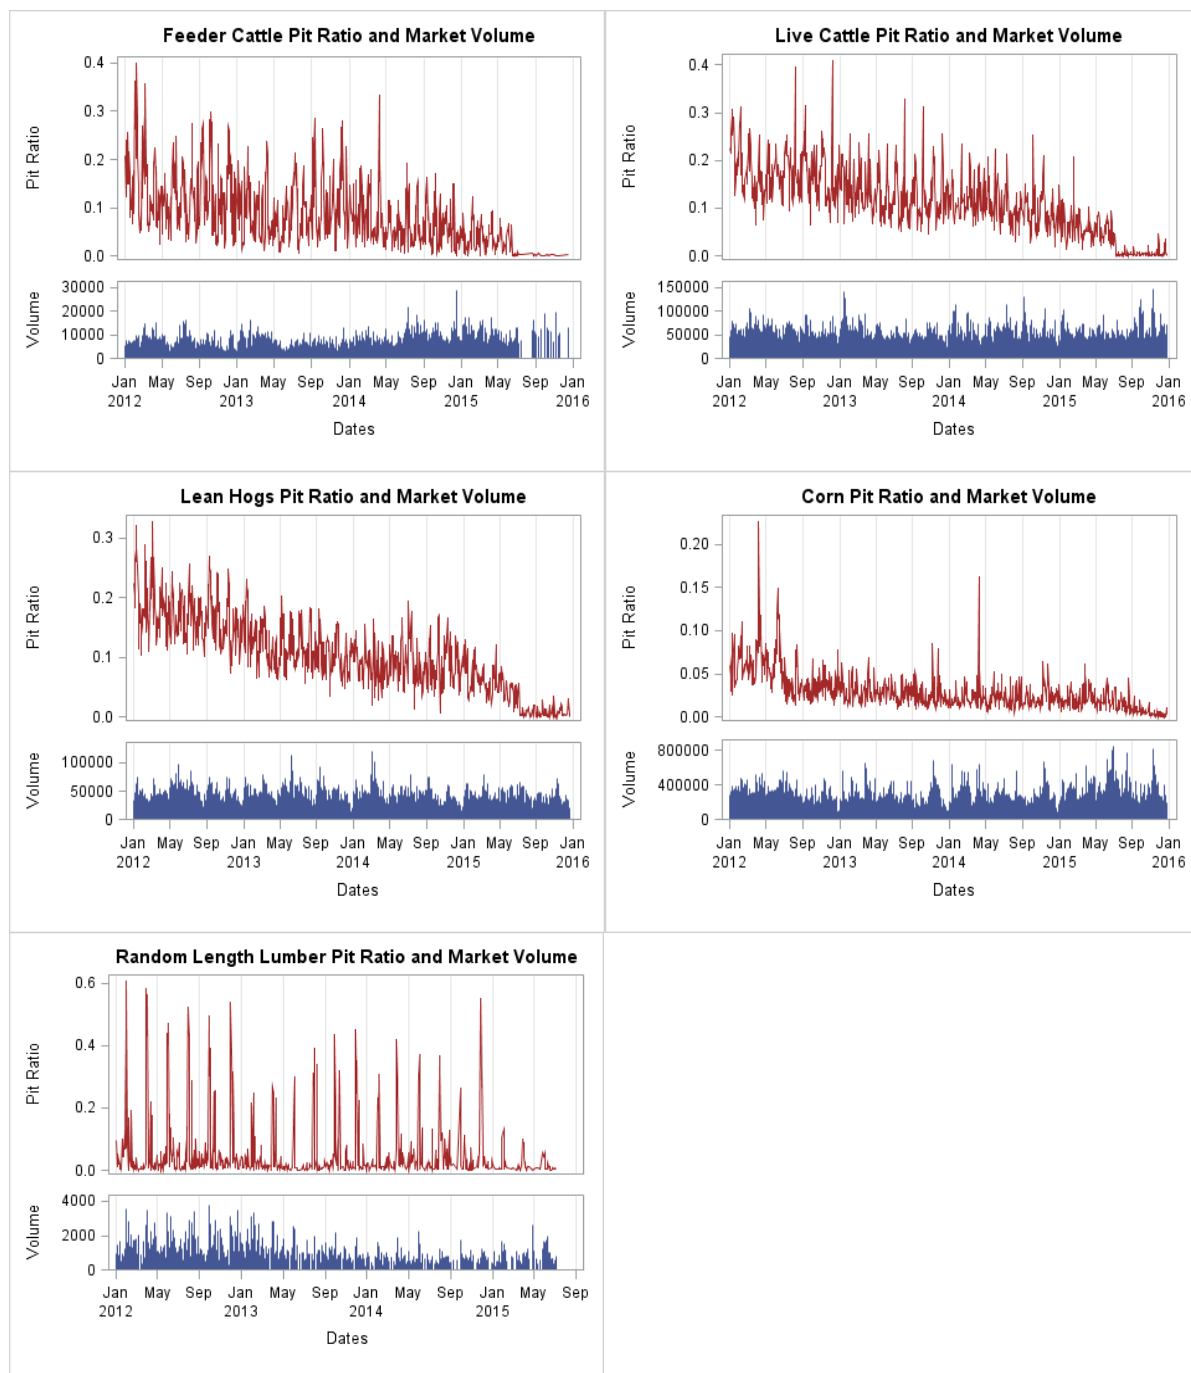 Feeder Cattle Pit Ratio and Market Volume
0.4
0.3
0.2
0.1
0.0
Pit Ratio
30000
20000
10000
0
Volume
Jan May Sep Jan May Sep Jan May Sep Jan May Sep Jan
2012 2013 2014 2015 2016
Dates
Live Cattle Pit Ratio and Market Volume
0.4
0.3
0.2
0.1
0.0
Pit Ratio
150000
100000
50000
0
Volume
Jan May Sep Jan May Sep Jan May Sep Jan May Sep Jan
2012 2013 2014 2015 2016
Dates
Lean Hogs Pit Ratio and Market Volume
0.3
0.2
0.1
0.0
Pit Ratio
100000
50000
0
Volume
Jan May Sep Jan May Sep Jan May Sep Jan May Sep Jan
2012 2013 2014 2015 2016
Dates
Corn Pit Ratio and Market Volume
0.20
0.15
0.10
0.05
0.00
Pit Ratio
800000
400000
0
Volume
Jan May Sep Jan May Sep Jan May Sep Jan May Sep Jan
2012 2013 2014 2015 2016
Dates
Random Length Lumber Pit Ratio and Market Volume
0.6
0.4
0.2
0.0
Pit Ratio
4000
2000
0
Volume
Jan May Sep Jan May Sep Jan May Sep Jan May Sep
2012 2013 2014 2015
Dates